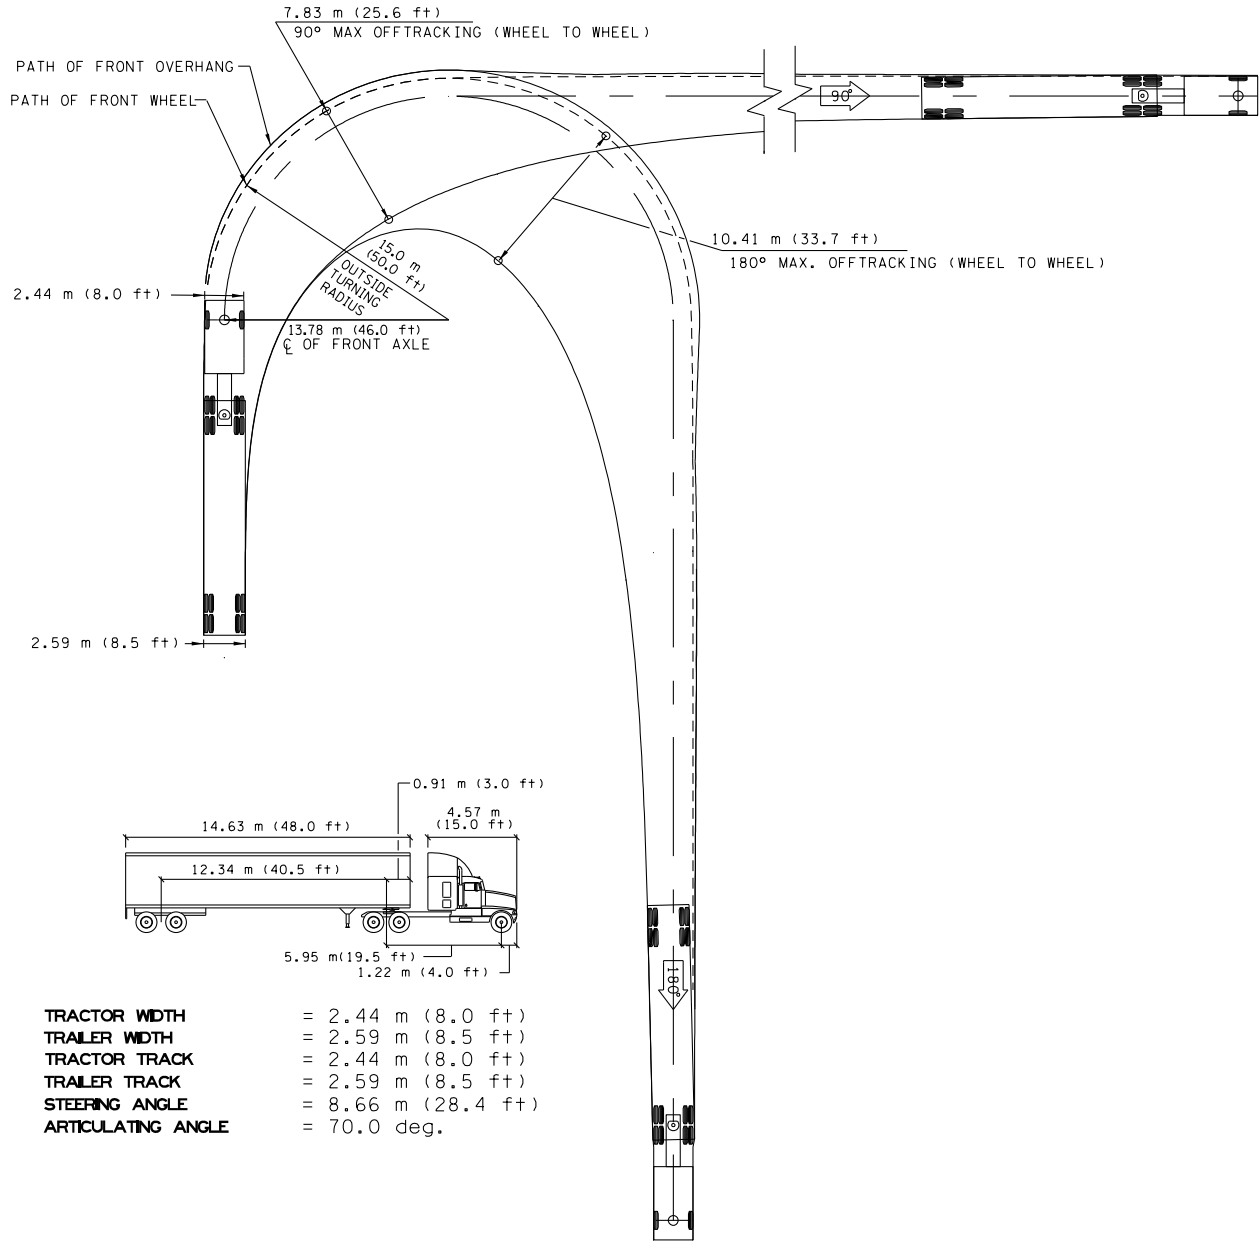 7.83 m (25.6 ft)
90° MAX OFFTRACKING (WHEEL TO WHEEL)
PATH OF FRONT OVERHANG
PATH OF FRONT WHEEL
90°
10.41 m (33.7 ft)
180° MAX. OFFTRACKING (WHEEL TO WHEEL)
15.0 m
(50.0 ft)
OUTSIDE
TURNING
RADIUS
2.44 m (8.0 ft)
13.78 m (46.0 ft)
℄ OF FRONT AXLE
2.59 m (8.5 ft)
0.91 m (3.0 ft)
4.57 m
(15.0 ft)
14.63 m (48.0 ft)
12.34 m (40.5 ft)
5.95 m(19.5 ft)
1.22 m (4.0 ft)
180°
TRACTOR WIDTH = 2.44 m (8.0 ft)
TRAILER WIDTH = 2.59 m (8.5 ft)
TRACTOR TRACK = 2.44 m (8.0 ft)
TRAILER TRACK = 2.59 m (8.5 ft)
STEERING ANGLE = 8.66 m (28.4 ft)
ARTICULATING ANGLE = 70.0 deg.